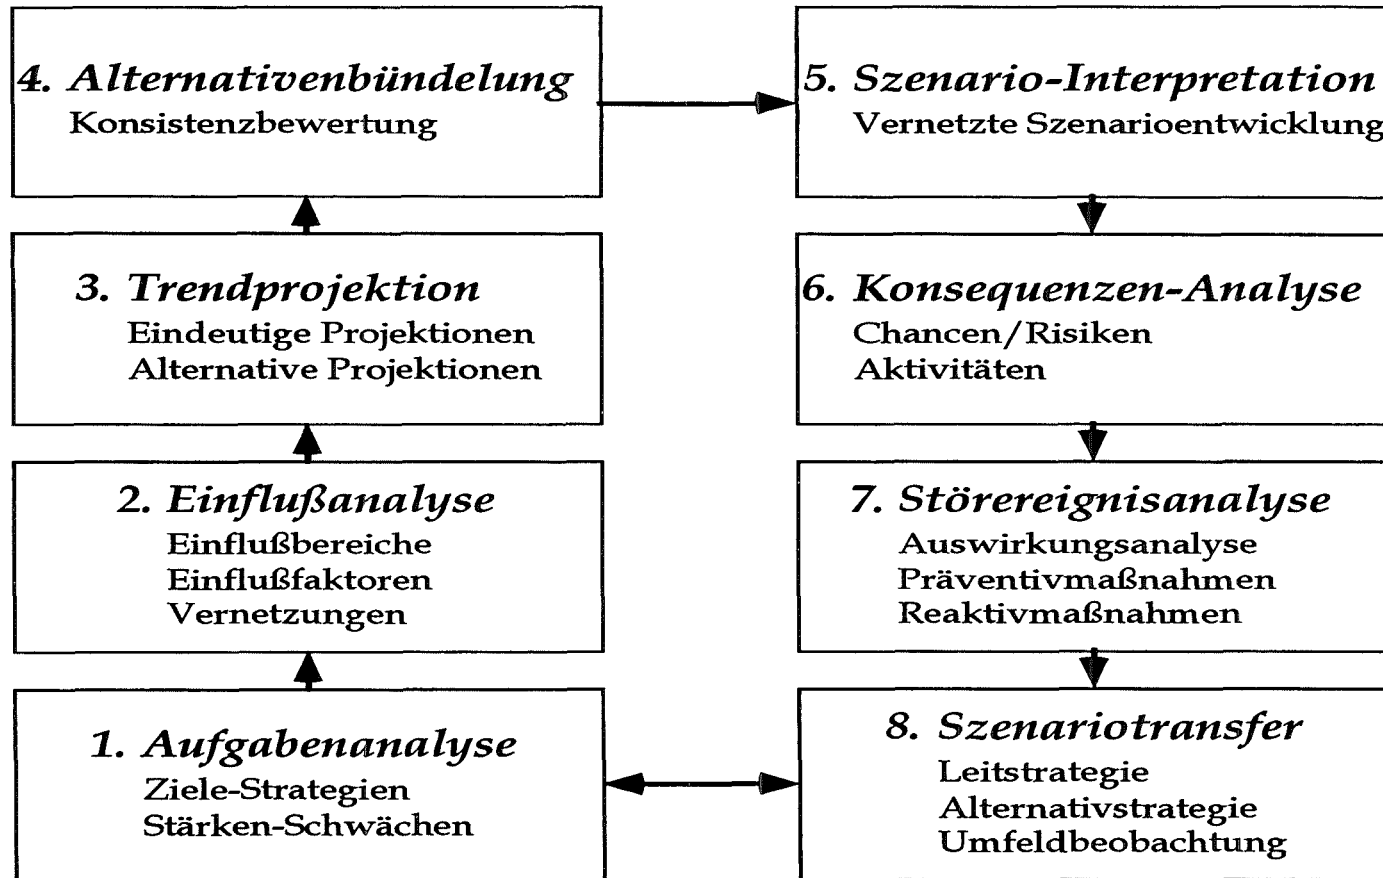 4. Alternativenbündelung
Konsistenzbewertung
5. Szenario-Interpretation
Vernetzte Szenarioentwicklung
3. Trendprojektion
Eindeutige Projektionen
Alternative Projektionen
6. Konsequenzen-Analyse
Chancen/Risiken
Aktivitäten
2. Einflußanalyse
Einflußbereiche
Einflußfaktoren
Vernetzungen
7. Störereignisanalyse
Auswirkungsanalyse
Präventivmaßnahmen
Reaktivmaßnahmen
1. Aufgabenanalyse
Ziele-Strategien
Stärken-Schwächen
8. Szenariotransfer
Leitstrategie
Alternativstrategie
Umfeldbeobachtung